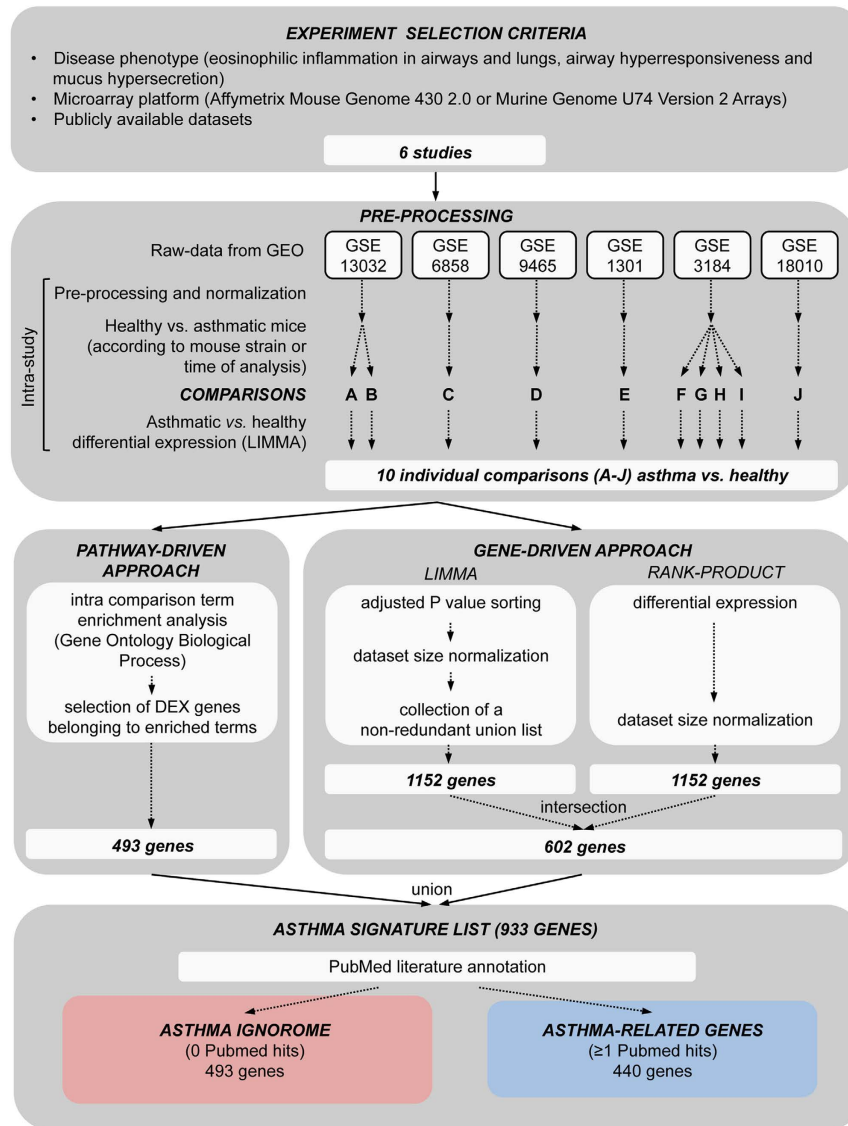 EXPERIMENT SELECTION CRITERIA
• Disease phenotype (eosinophilic inflammation in airways and lungs, airway hyperresponsiveness and
mucus hypersecretion)
• Microarray platform (Affymetrix Mouse Genome 430 2.0 or Murine Genome U74 Version 2 Arrays)
• Publicly available datasets
6 studies
PRE-PROCESSING
Raw-data from GEO
GSE
13032
GSE
6858
GSE
9465
GSE
1301
GSE
3184
GSE
18010
Intra-study
Pre-processing and normalization
Healthy vs. asthmatic mice
(according to mouse strain or
time of analysis)
COMPARISONS A B C D E F G H I J
Asthmatic vs. healthy
differential expression (LIMMA)
10 individual comparisons (A-J) asthma vs. healthy
PATHWAY-DRIVEN
APPROACH
intra comparison term
enrichment analysis
(Gene Ontology Biological
Process)
selection of DEX genes
belonging to enriched terms
493 genes
GENE-DRIVEN APPROACH
LIMMA
adjusted P value sorting
dataset size normalization
collection of a
non-redundant union list
1152 genes
RANK-PRODUCT
differential expression
dataset size normalization
1152 genes
intersection
602 genes
union
ASTHMA SIGNATURE LIST (933 GENES)
PubMed literature annotation
ASTHMA IGNOROME
(0 Pubmed hits)
493 genes
ASTHMA-RELATED GENES
(≥1 Pubmed hits)
440 genes